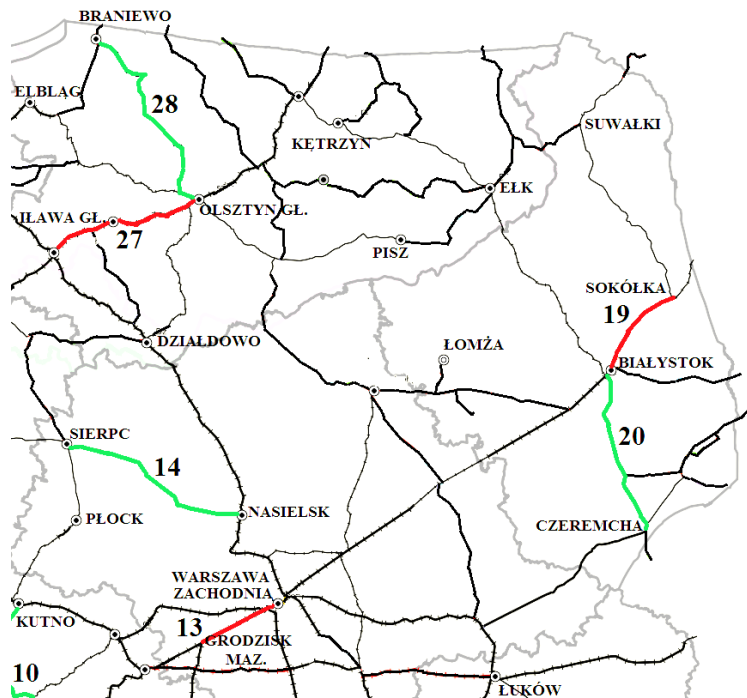 BRANIEWO
ELBLĄG
28
KĘTRZYN
SUWAŁKI
EŁK
IŁAWA GŁ.
OLSZTYN GŁ.
27
PISZ
SOKÓŁKA
19
DZIAŁDOWO
ŁOMŻA
BIAŁYSTOK
SIERPC
20
14
PŁOCK
NASIELSK
CZEREMCHA
WARSZAWA
ZACHODNIA
KUTNO
13
GRODZISK
MAZ.
10
ŁUKÓW